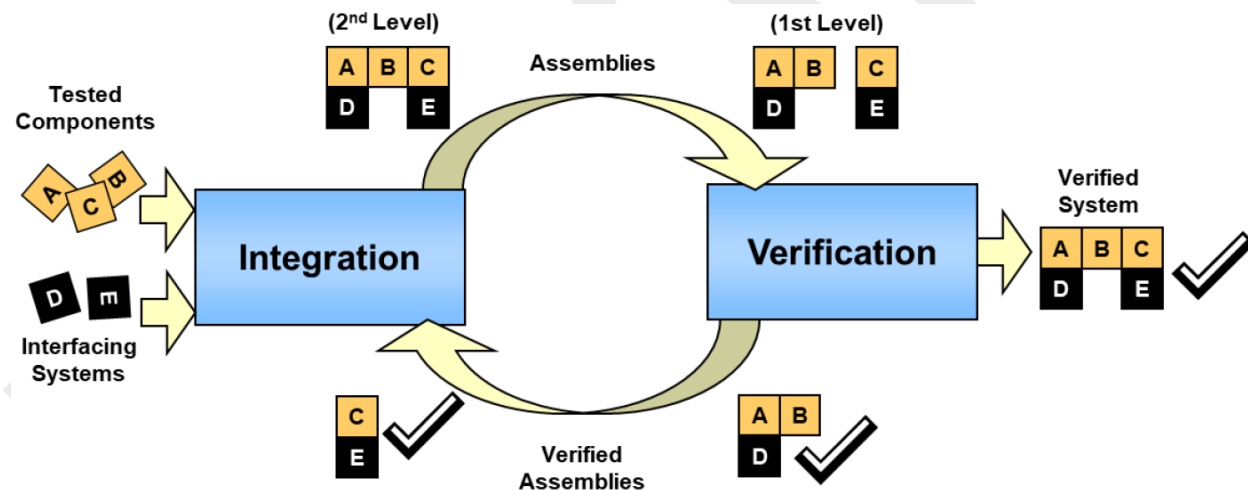 (2nd Level)
A B C
D E
Assemblies
(1st Level)
A B C
D E
Tested
Components
A B C
D E
Interfacing
Systems
Integration
Verification
Verified
System
A B C
D E
C
E
Verified
Assemblies
A B
D